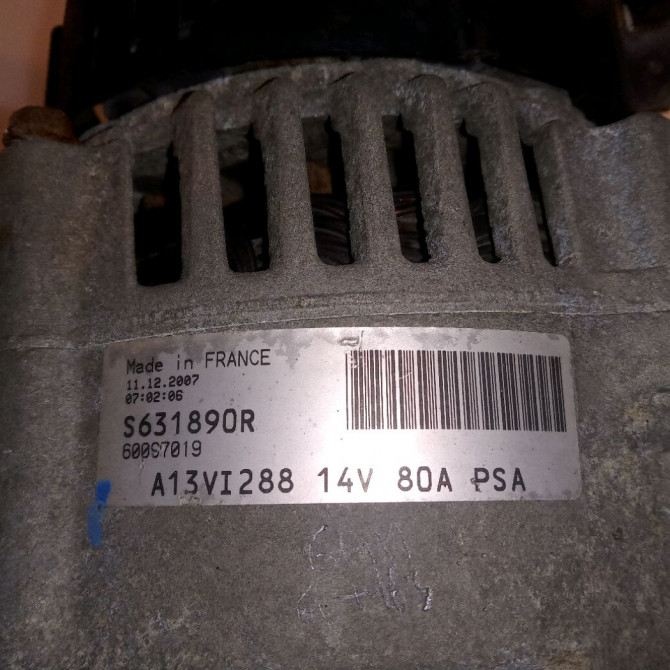 Made in FRANCE
11.12.2007
07:02:06
S631890R
600S7019
A13VI288 14V 80A PSA